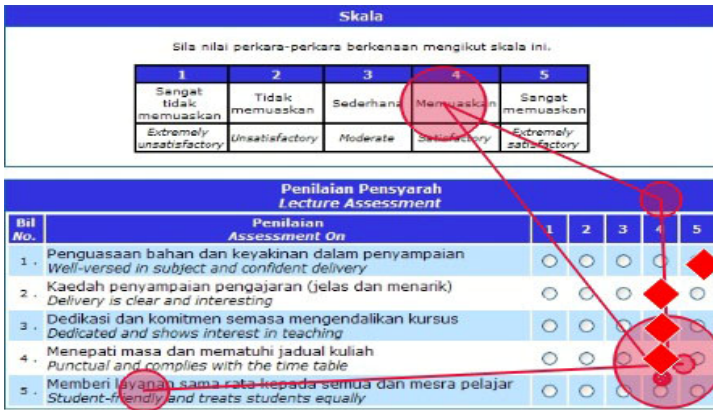 Skala
Sila nilai perkara-perkara berkenaan mengikut skala ini.
1 2 3 4 5
Sangat tidak memuaskan
Tidak memuaskan
Sederhana
Memuaskan
Sangat memuaskan
Extremely unsatisfactory
Unsatisfactory
Moderate
Satisfactory
Extremely satisfactory
Penilaian Pensyarah
Lecture Assessment
Bil
No.
Penilaian
Assessment On
1 2 3 4 5
1 . Penguasaan bahan dan keyakinan dalam penyampaian
Well-versed in subject and confident delivery
2 . Kaedah penyampaian pengajaran (jelas dan menarik)
Delivery is clear and interesting
3 . Dedikasi dan komitmen semasa mengendalikan kursus
Dedicated and shows interest in teaching
4 . Menepati masa dan mematuhi jadual kuliah
Punctual and complies with the time table
5 . Memberi layanan sama rata kepada semua dan mesra pelajar
Student-friendly and treats students equally